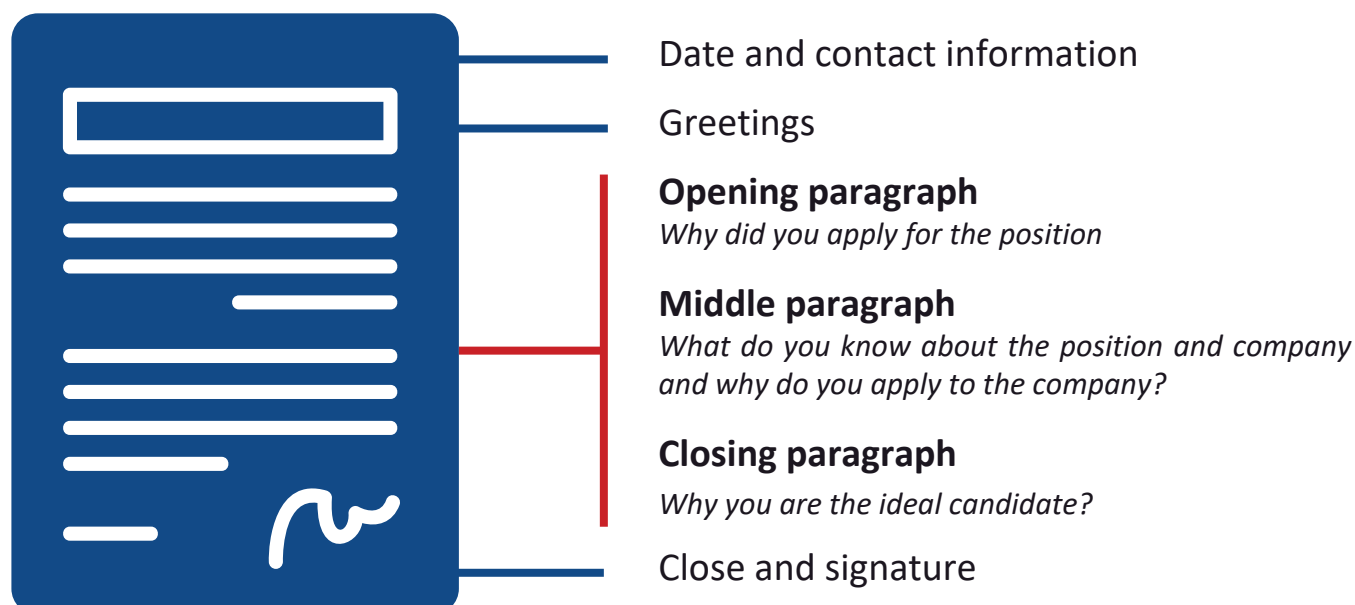 Date and contact information
Greetings
Opening paragraph
Why did you apply for the position
Middle paragraph
What do you know about the position and company
and why do you apply to the company?
Closing paragraph
Why you are the ideal candidate?
Close and signature